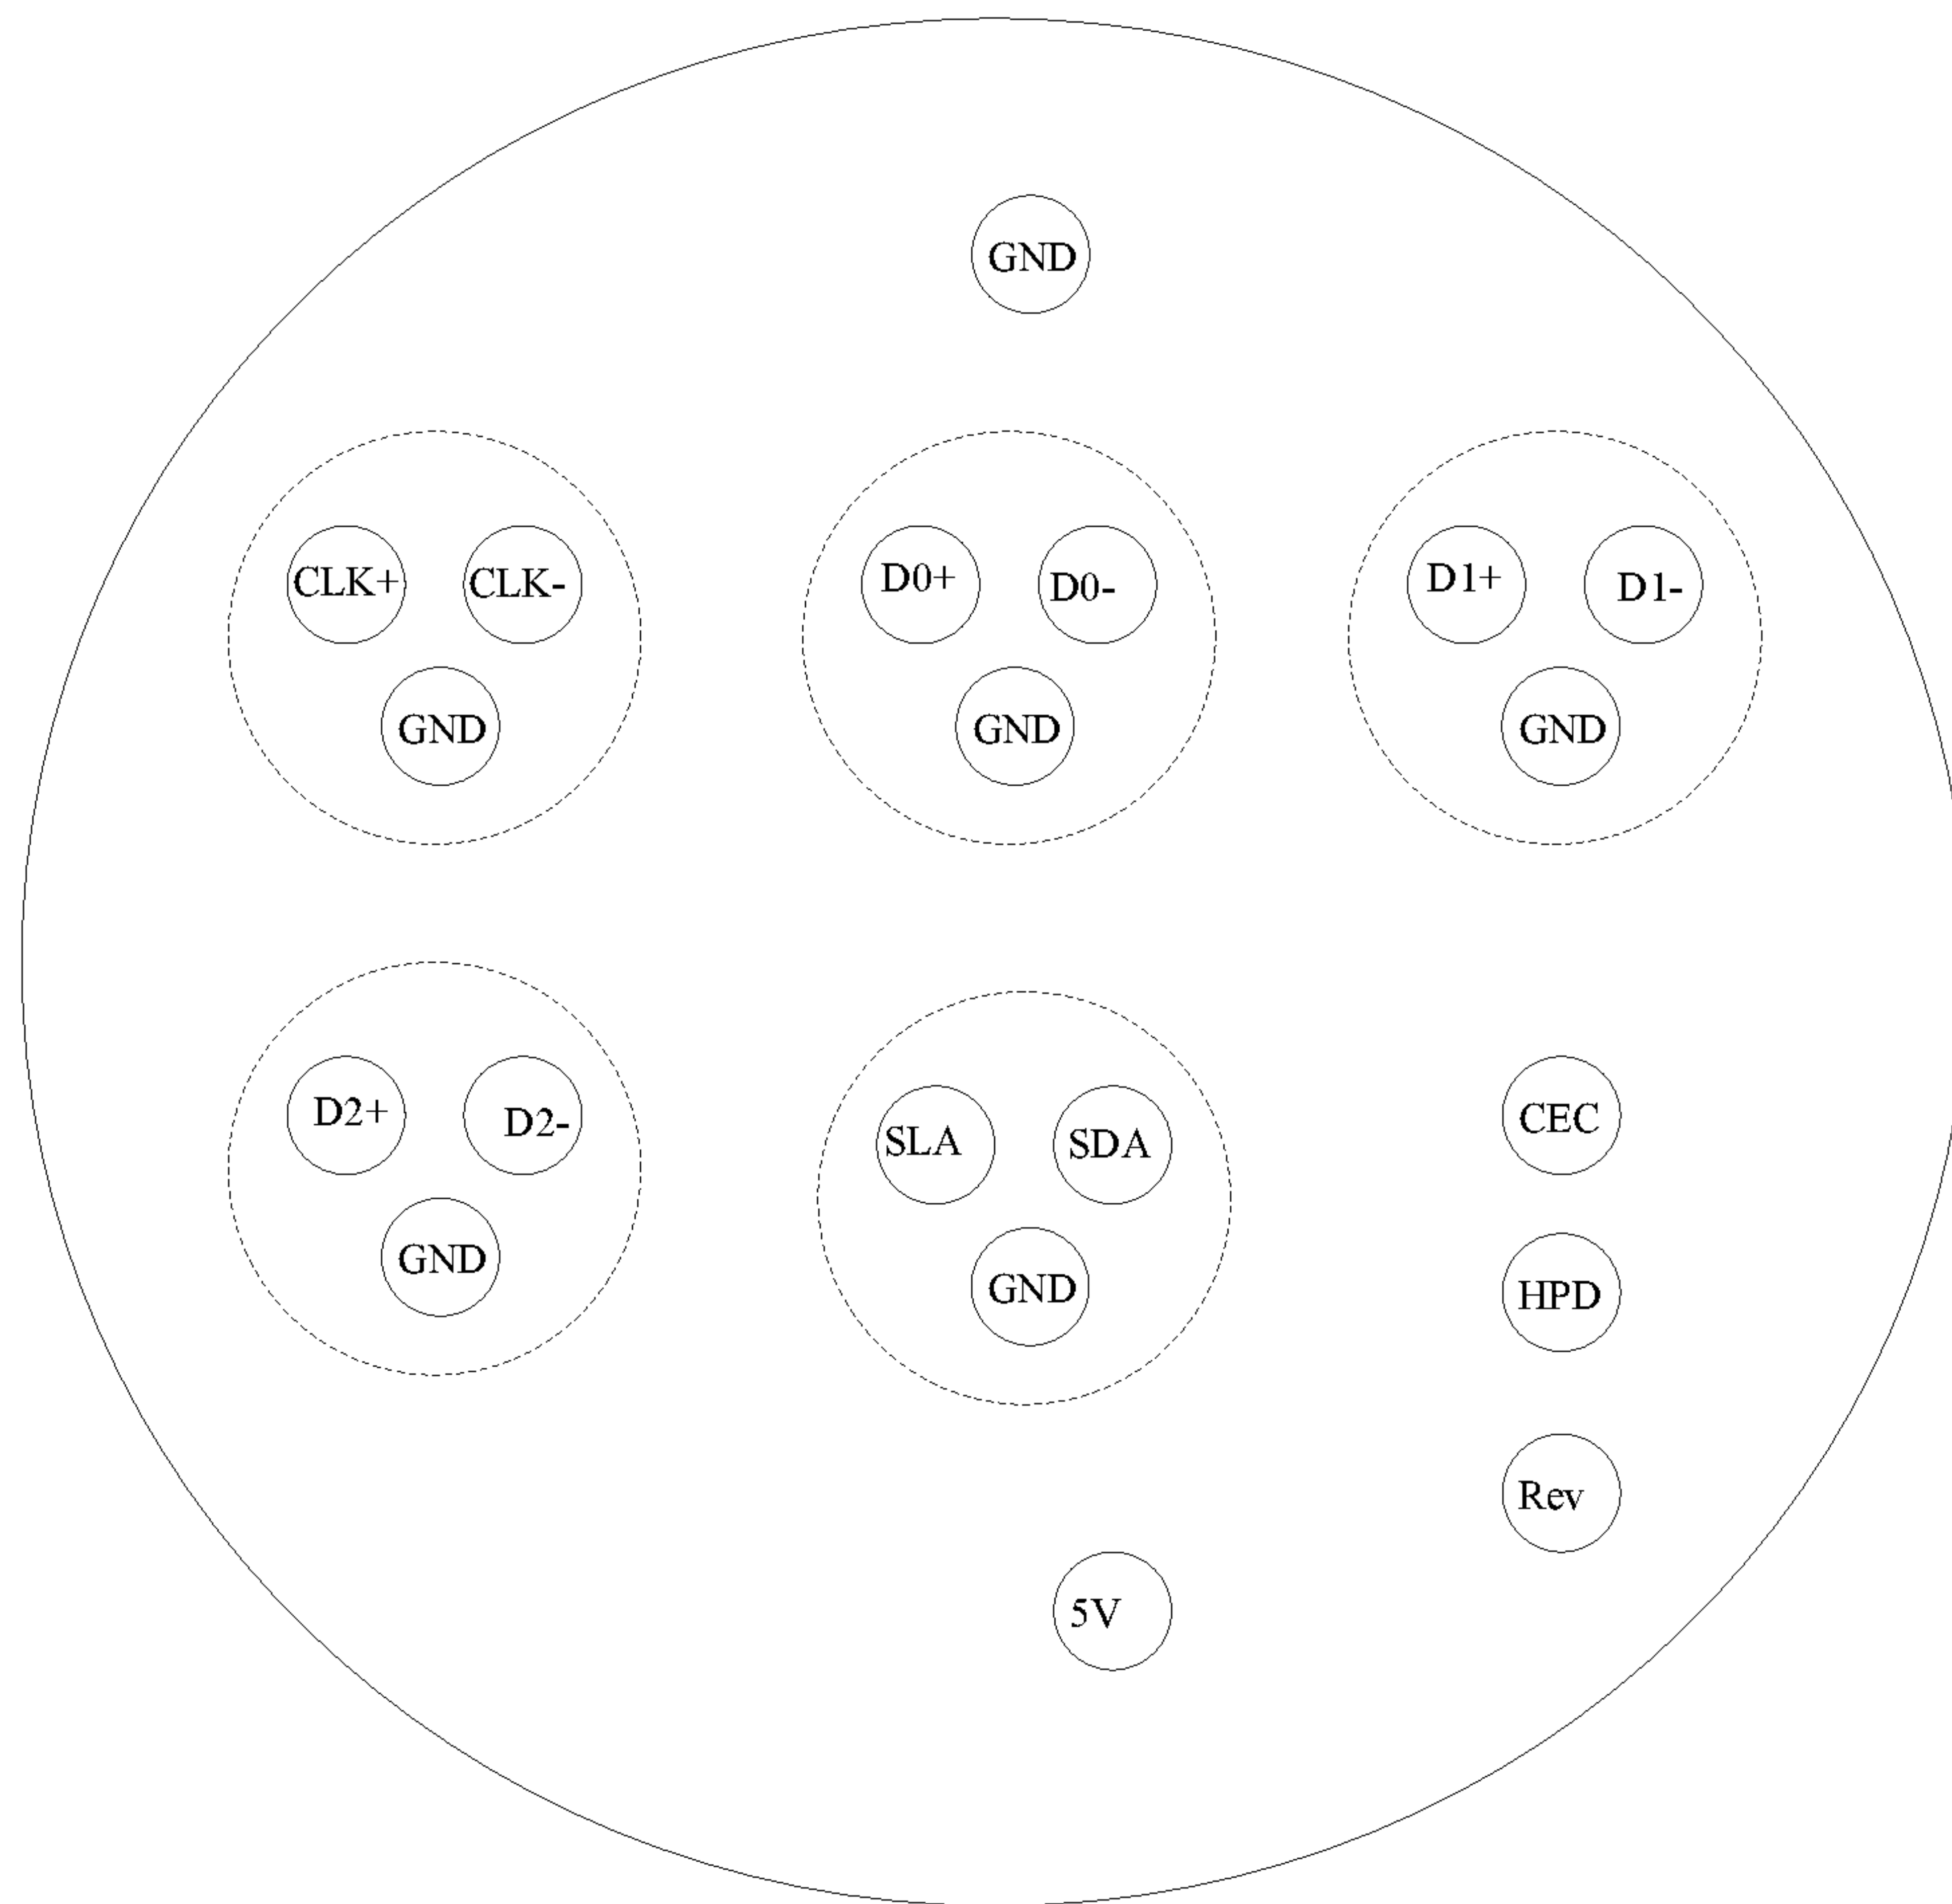 GND
CLK+
CLK-
GND
D0+
D0-
GND
D1+
D1-
GND
D2+
D2-
GND
SLA
SDA
GND
CEC
HPD
Rev
5V